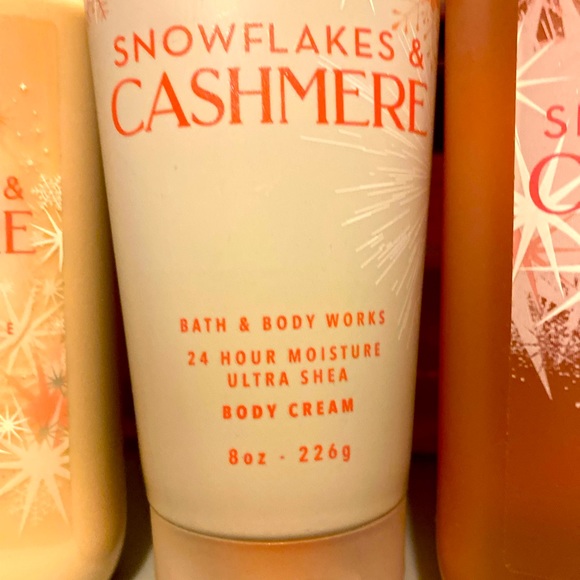 SNOWFLAKES &
CASHMERE
BATH & BODY WORKS
24 HOUR MOISTURE
ULTRA SHEA
BODY CREAM
8oz - 226g
&